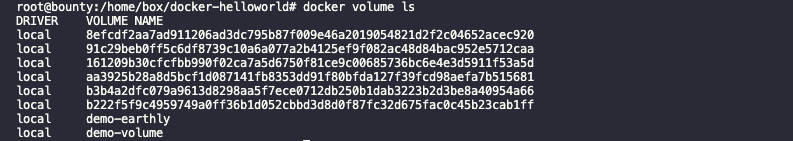 root@bounty:/home/box/docker-helloworld# docker volume ls
DRIVER    VOLUME NAME
local     8efcdf2aa7ad911206ad3dc795b87f009e46a2019054821d2f2c04652acec920
local     91c29beb0ff5c6df8739c10a6a077a2b4125ef9f082ac48d84bac952e5712caa
local     161209b30cfcfbb990f02ca7a5d6750f81ce9c00685736bc6e4e3d5911f53a5d
local     aa3925b28a8d5bcf1d087141fb8353dd91f80bfda127f39fcd98aefa7b515681
local     b3b4a2dfc079a9613d8298aa5f7ece0712db250b1dab3223b2d3be8a40954a66
local     b222f5f9c4959749a0ff36b1d052cbbd3d8d0f87fc32d675fac0c45b23cab1ff
local     demo-earthly
local     demo-volume